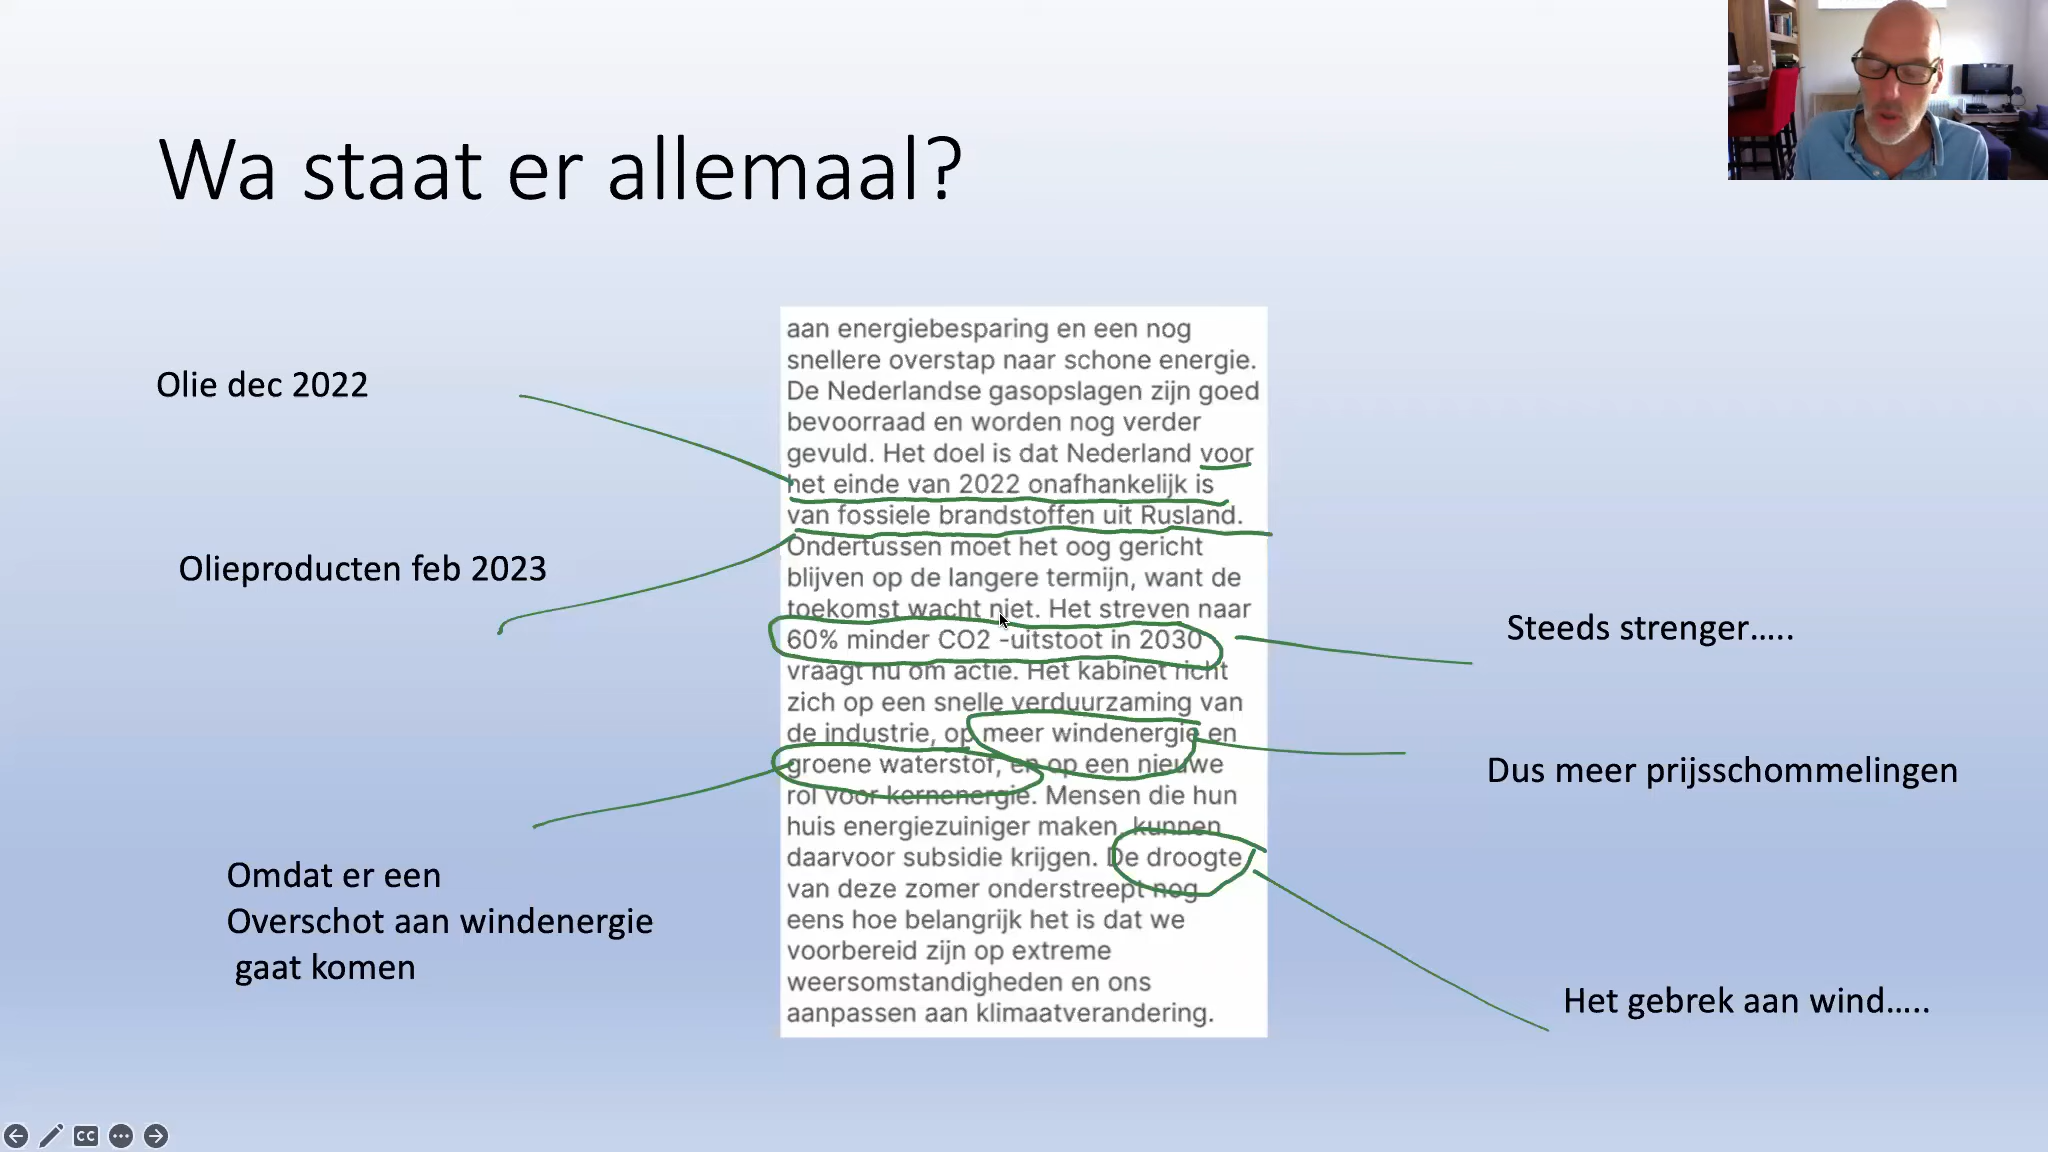 Wa staat er allemaal?
Olie dec 2022
Olieproducten feb 2023
Omdat er een
Overschot aan windenergie
gaat komen
aan energiebesparing en een nog
snellere overstap naar schone energie.
De Nederlandse gasopslagen zijn goed
bevoorraad en worden nog verder
gevuld. Het doel is dat Nederland voor
het einde van 2022 onafhankelijk is
van fossiele brandstoffen uit Rusland.
Ondertussen moet het oog gericht
blijven op de langere termijn, want de
toekomst wacht niet. Het streven naar
60% minder CO2 -uitstoot in 2030
vraagt nu om actie. Het kabinet richt
zich op een snelle verduurzaming van
de industrie, op meer windenergie en
groene waterstof, en op een nieuwe
rol voor kernenergie. Mensen die hun
huis energiezuiniger maken, kunnen
daarvoor subsidie krijgen. De droogte
van deze zomer onderstreept nog
eens hoe belangrijk het is dat we
voorbereid zijn op extreme
weersomstandigheden en ons
aanpassen aan klimaatverandering.
Steeds strenger.....
Dus meer prijsschommelingen
Het gebrek aan wind.....
CC